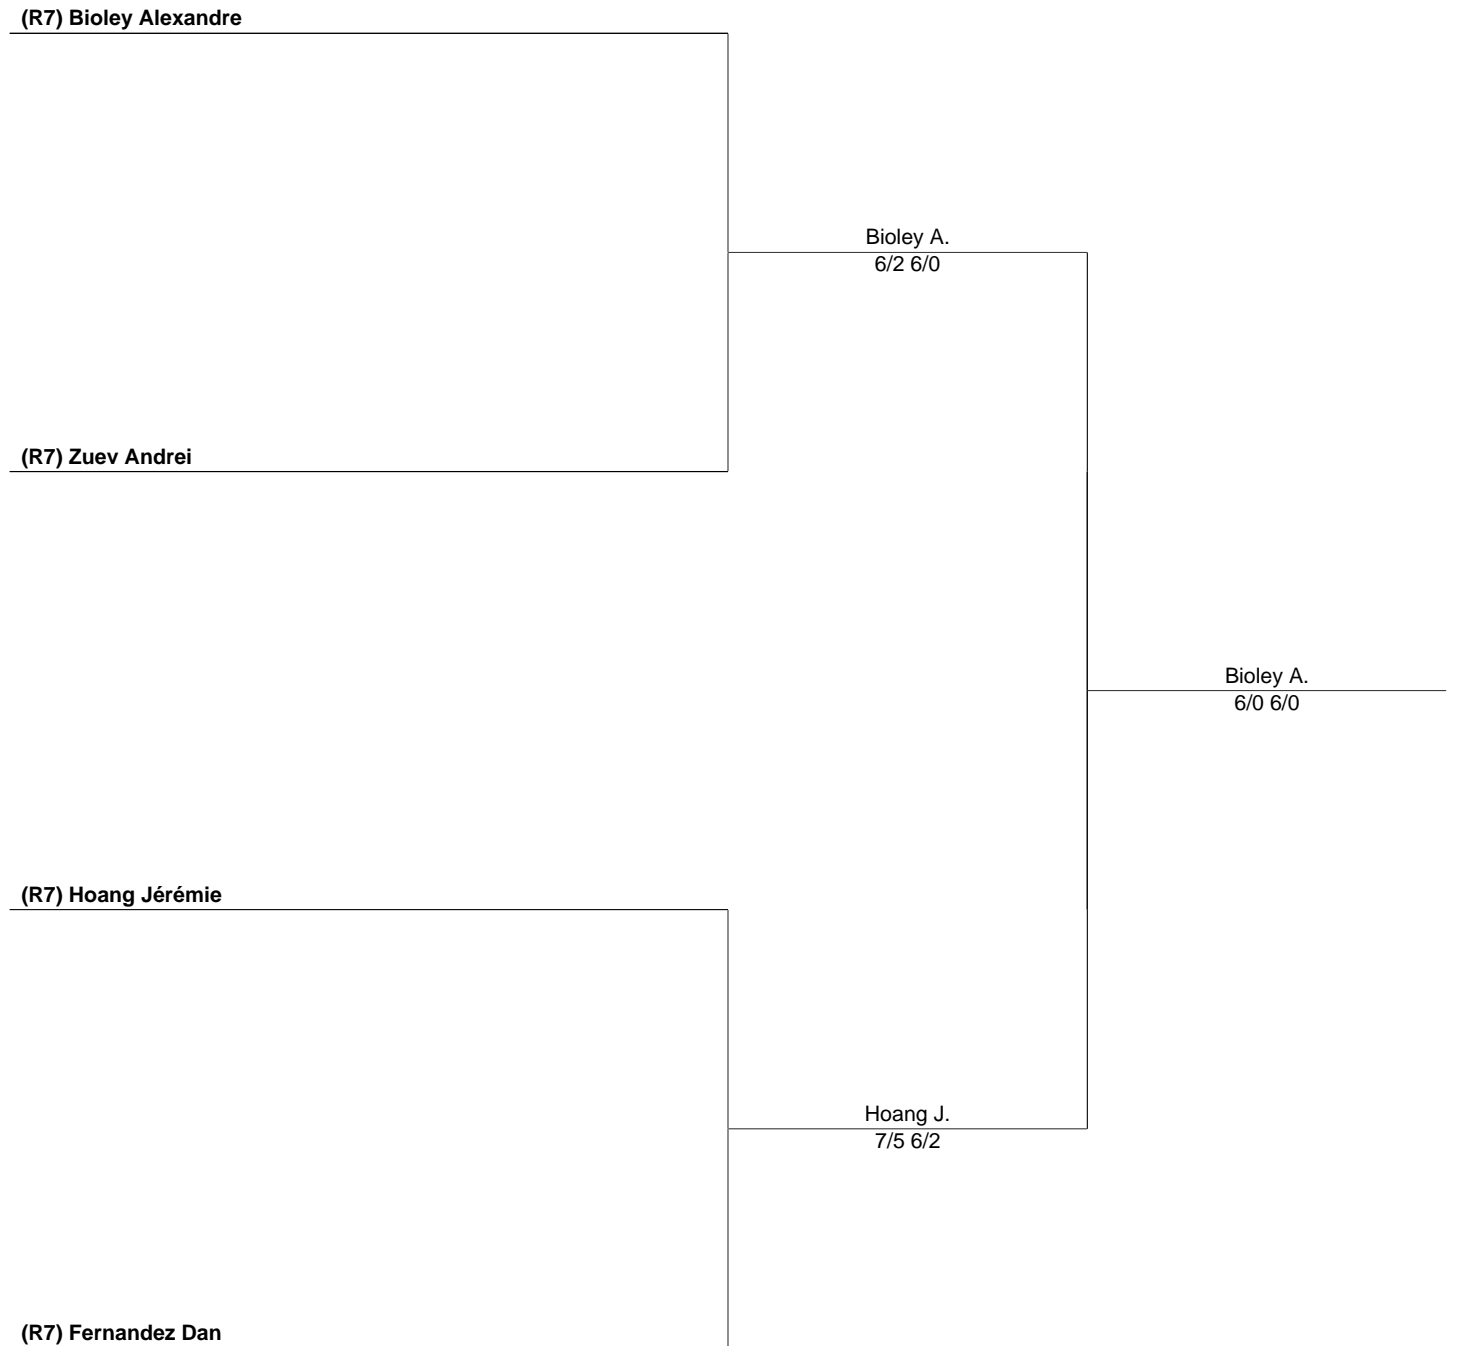 (R7) Bioley Alexandre
Bioley A.
6/2 6/0
(R7) Zuev Andrei
Bioley A.
6/0 6/0
(R7) Hoang Jérémie
Hoang J.
7/5 6/2
(R7) Fernandez Dan